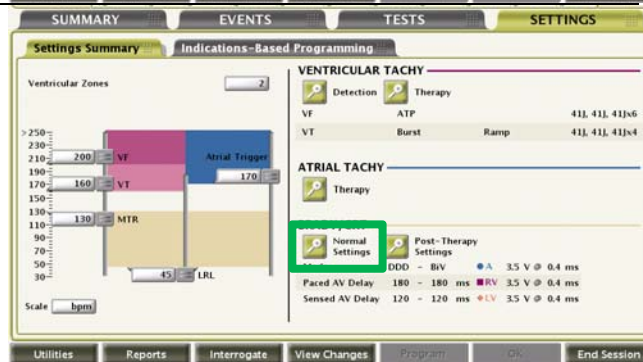 SUMMARY EVENTS TESTS SETTINGS
Settings Summary Indications-Based Programming
Ventricular Zones 2
VENTRICULAR TACHY
Detection Therapy
VF ATP 41J, 41J, 41Jx6
VT Burst Ramp 41J, 41J, 41Jx4
>250
230
210
190
170
150
130
110
90
70
50
30
200 VF
160 VT
130 MTR
45 LRL
Atrial Trigger
170
ATRIAL TACHY
Therapy
Normal Settings
Post-Therapy Settings
DDD - BiV A 3.5 V @ 0.4 ms
Paced AV Delay 180 - 180 ms RV 3.5 V @ 0.4 ms
Sensed AV Delay 120 - 120 ms LV 3.5 V @ 0.4 ms
Scale bpm
Utilities Reports Interrogate View Changes Program OK End Session